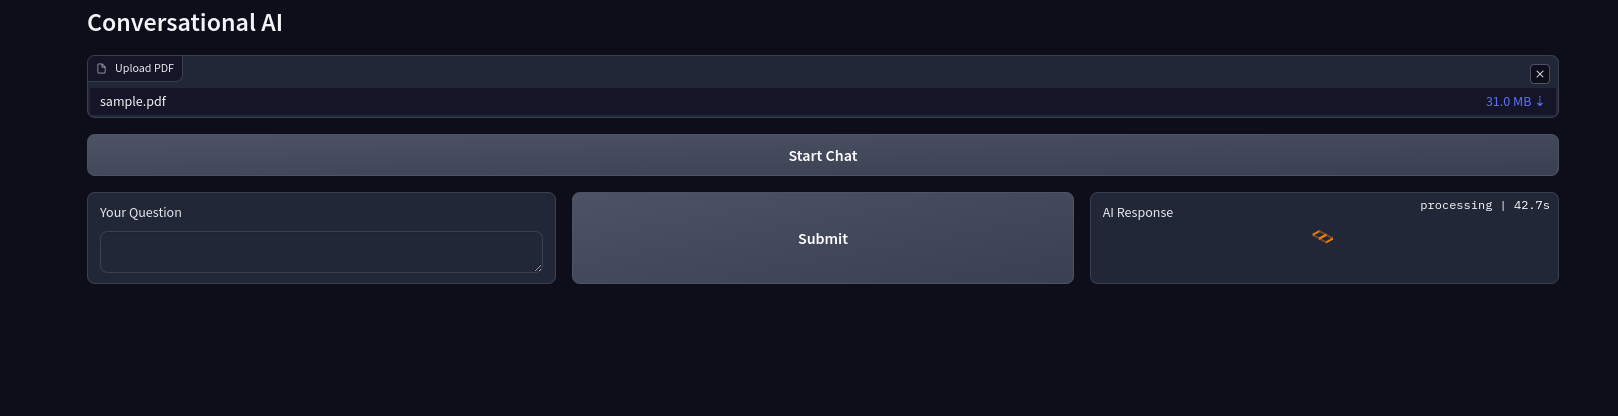 Conversational AI
Upload PDF
sample.pdf 31.0 MB ↓
Start Chat
Your Question
Submit
AI Response
processing | 42.7s